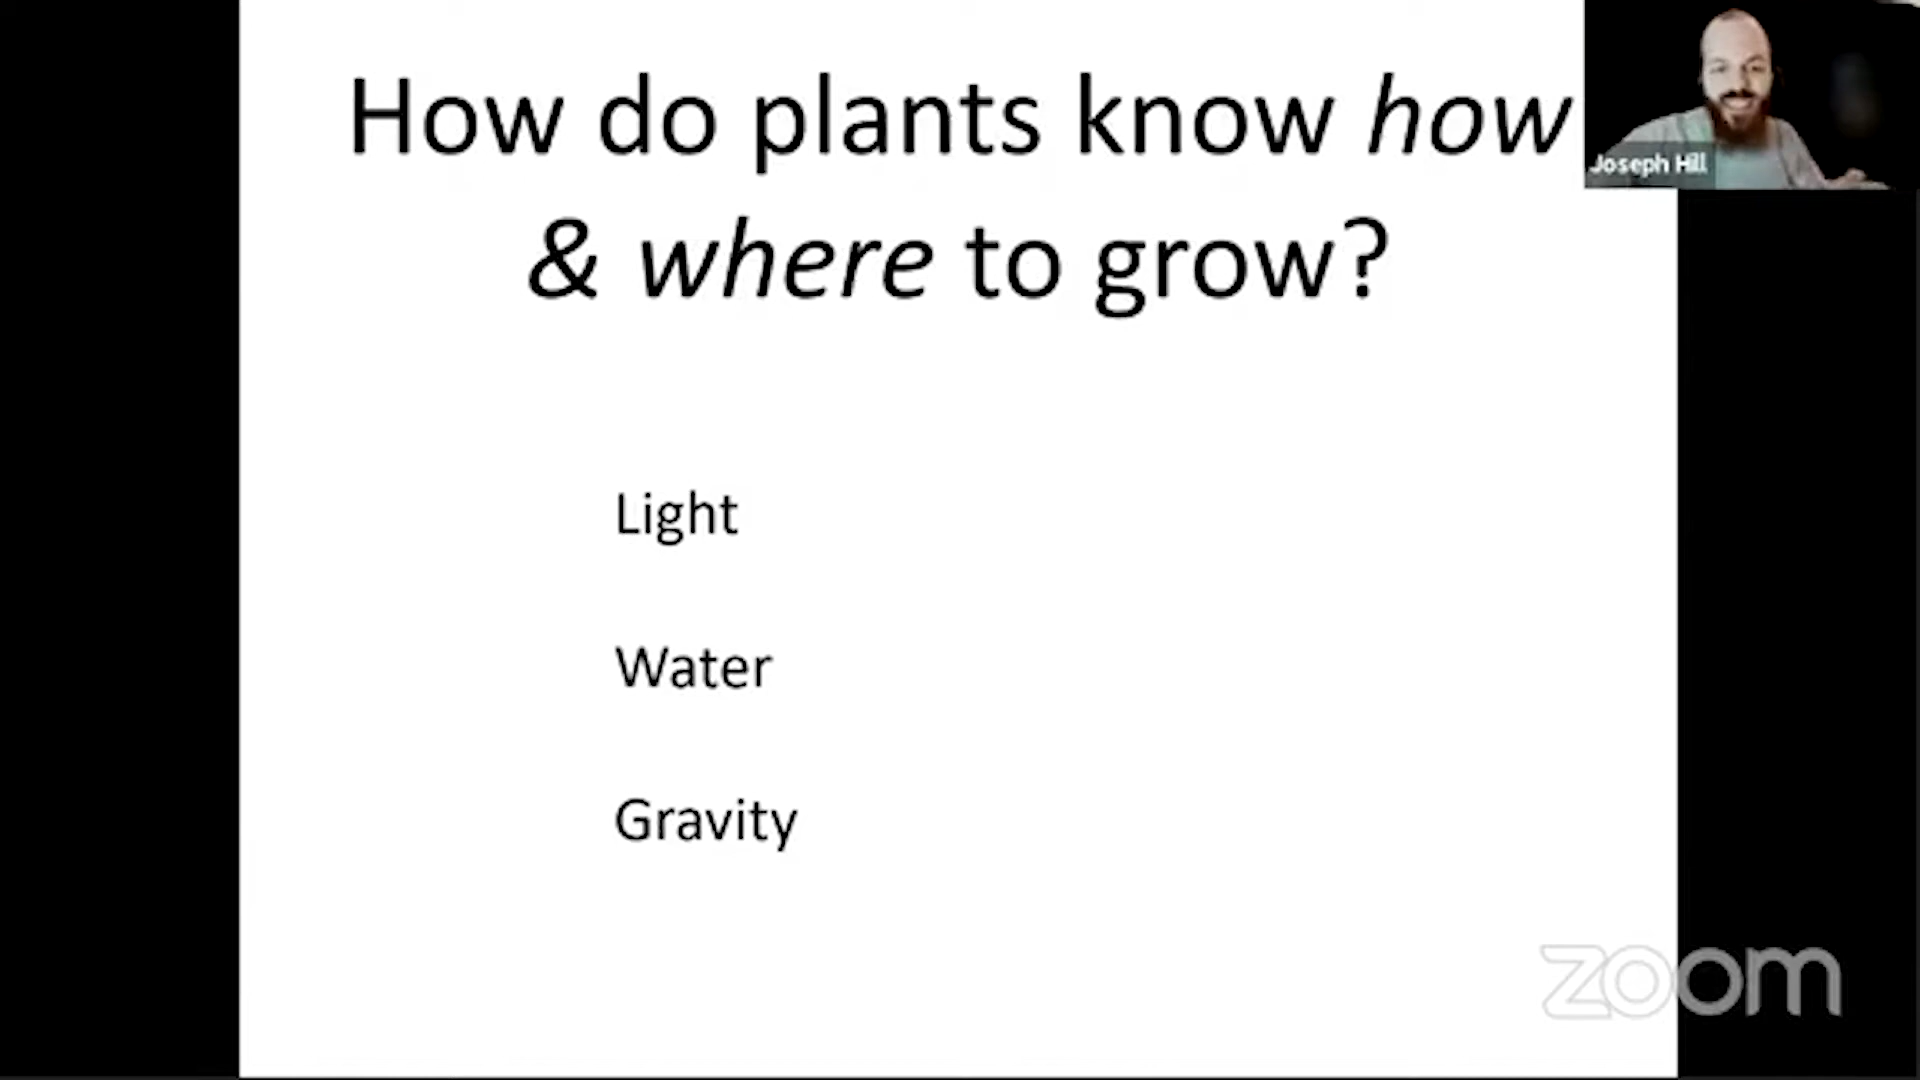 How do plants know how
& where to grow?
Joseph Hill
Light
Water
Gravity
zoom